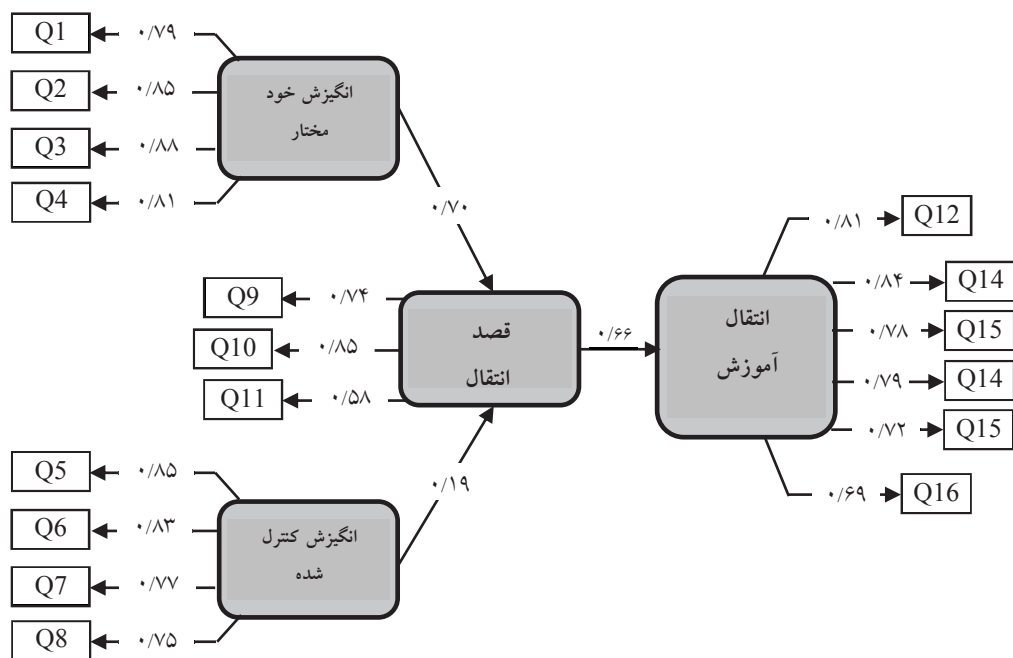 Q1
۰/۷۹
Q2
۰/۸۵
Q3
۰/۸۸
Q4
۰/۸۱
انگیزش خود
مختار
۰/۷۰
Q9
۰/۷۴
Q10
۰/۸۵
Q11
۰/۵۸
قصد
انتقال
۰/۶۶
Q5
۰/۸۵
Q6
۰/۸۳
Q7
۰/۷۷
Q8
۰/۷۵
انگیزش کنترل
شده
۰/۱۹
انتقال
آموزش
۰/۸۱
Q12
۰/۸۴
Q14
۰/۷۸
Q15
۰/۷۹
Q14
۰/۷۲
Q15
۰/۶۹
Q16